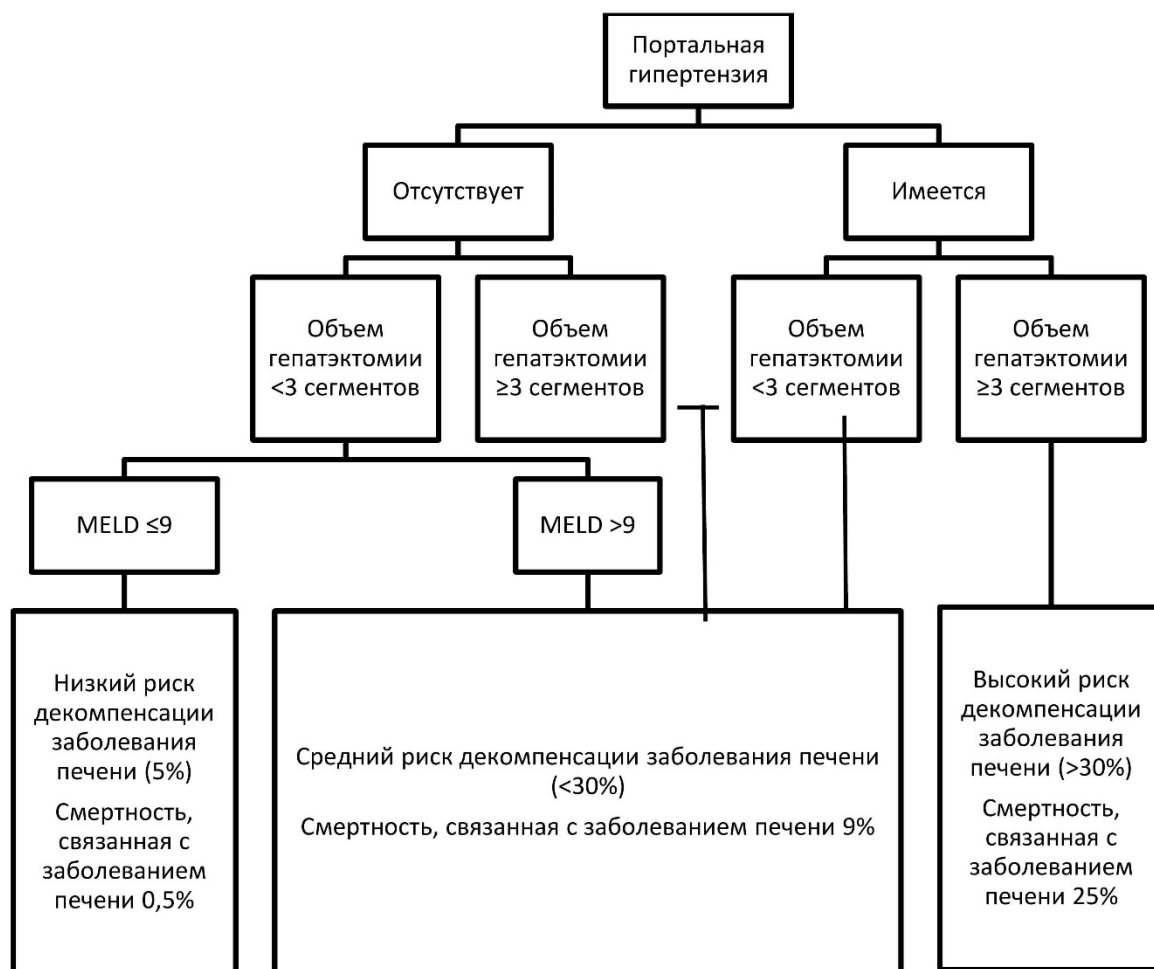 Портальная
гипертензия
Отсутствует
Имеется
Объем
гепатэктомии
<3 сегментов
Объем
гепатэктомии
≥3 сегментов
Объем
гепатэктомии
<3 сегментов
Объем
гепатэктомии
≥3 сегментов
MELD ≤9
MELD >9
Низкий риск
декомпенсации
заболевания
печени (5%)
Смертность,
связанная с
заболеванием
печени 0,5%
Средний риск декомпенсации заболевания печени
(<30%)
Смертность, связанная с заболеванием печени 9%
Высокий риск
декомпенсации
заболевания
печени (>30%)
Смертность,
связанная с
заболеванием
печени 25%